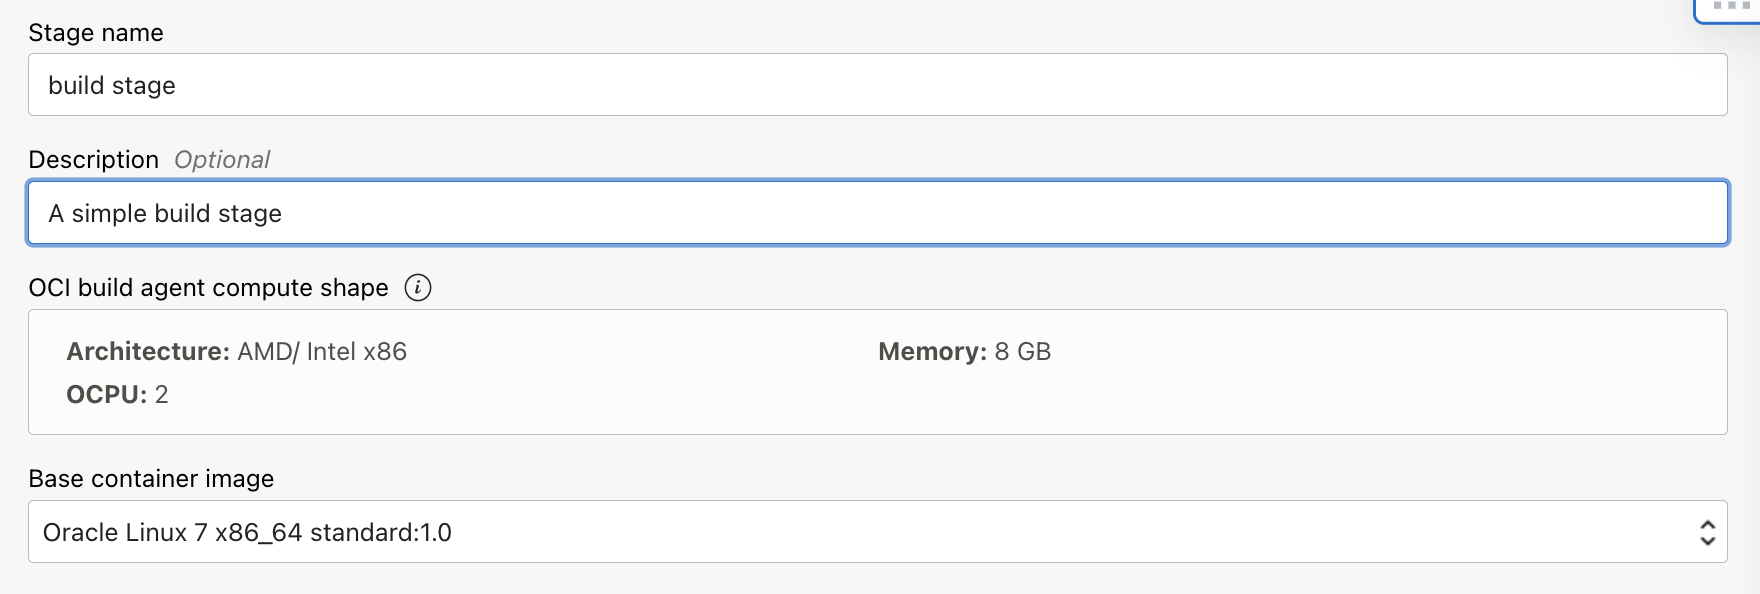 Stage name
build stage
Description Optional
A simple build stage
OCI build agent compute shape i
Architecture: AMD/ Intel x86 Memory: 8 GB
OCPU: 2
Base container image
Oracle Linux 7 x86_64 standard:1.0